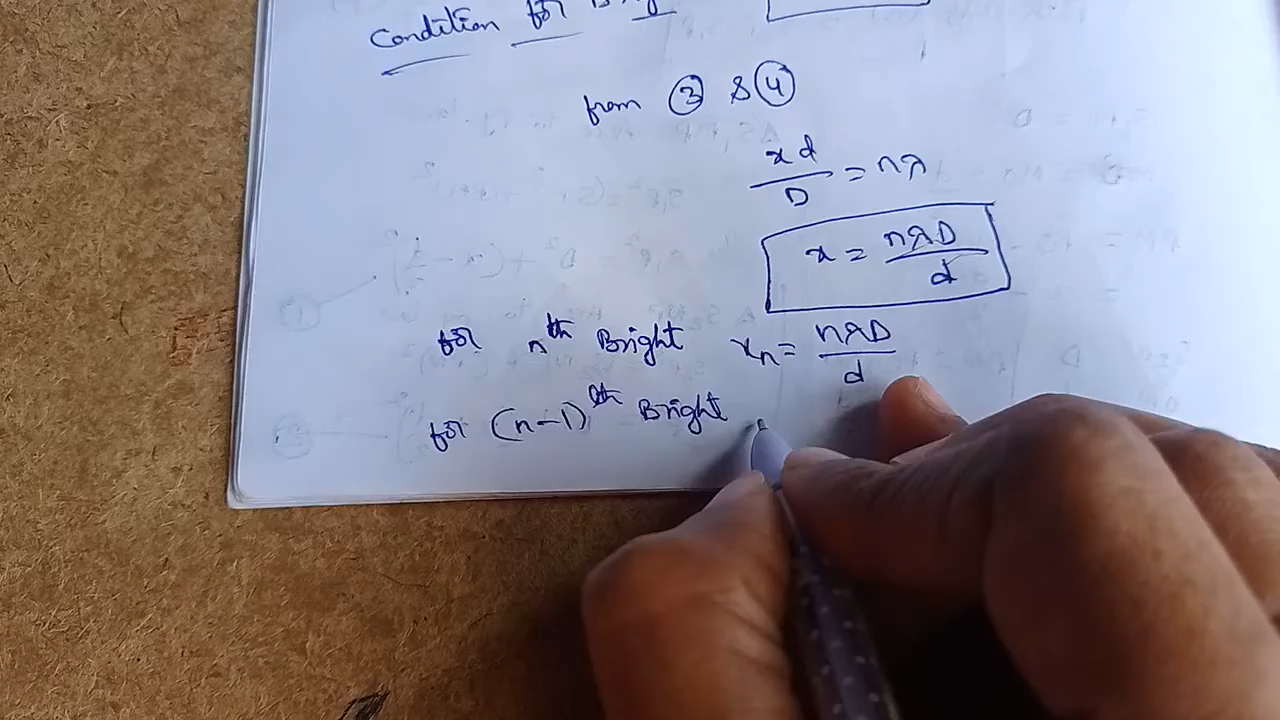 Condition for
from ③ & ④
xd/D = nλ
x = nλD/d
for nth Bright xn = nλD/d
for (n-1)th Bright